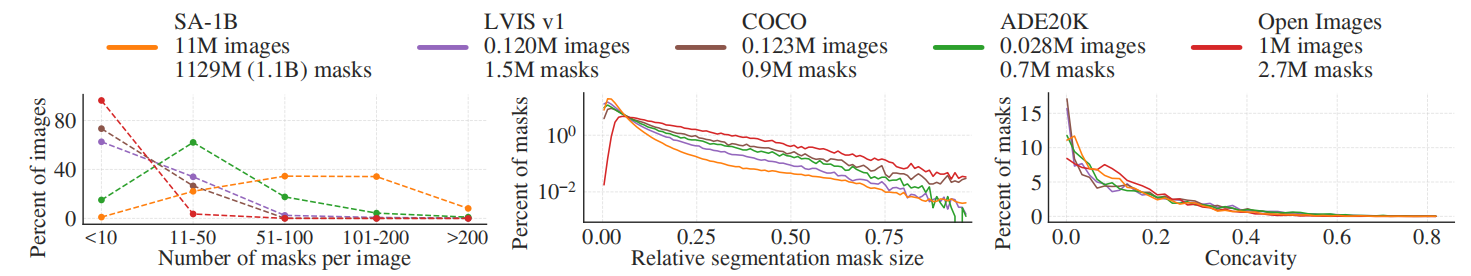 SA-1B
11M images
1129M (1.1B) masks
LVIS v1
0.120M images
1.5M masks
COCO
0.123M images
0.9M masks
ADE20K
0.028M images
0.7M masks
Open Images
1M images
2.7M masks
Percent of images
80
40
0
<10
11-50
51-100
101-200
>200
Number of masks per image
Percent of masks
10⁰
10⁻²
0.00
0.25
0.50
0.75
Relative segmentation mask size
Percent of masks
15
10
5
0
0.0
0.2
0.4
0.6
0.8
Concavity